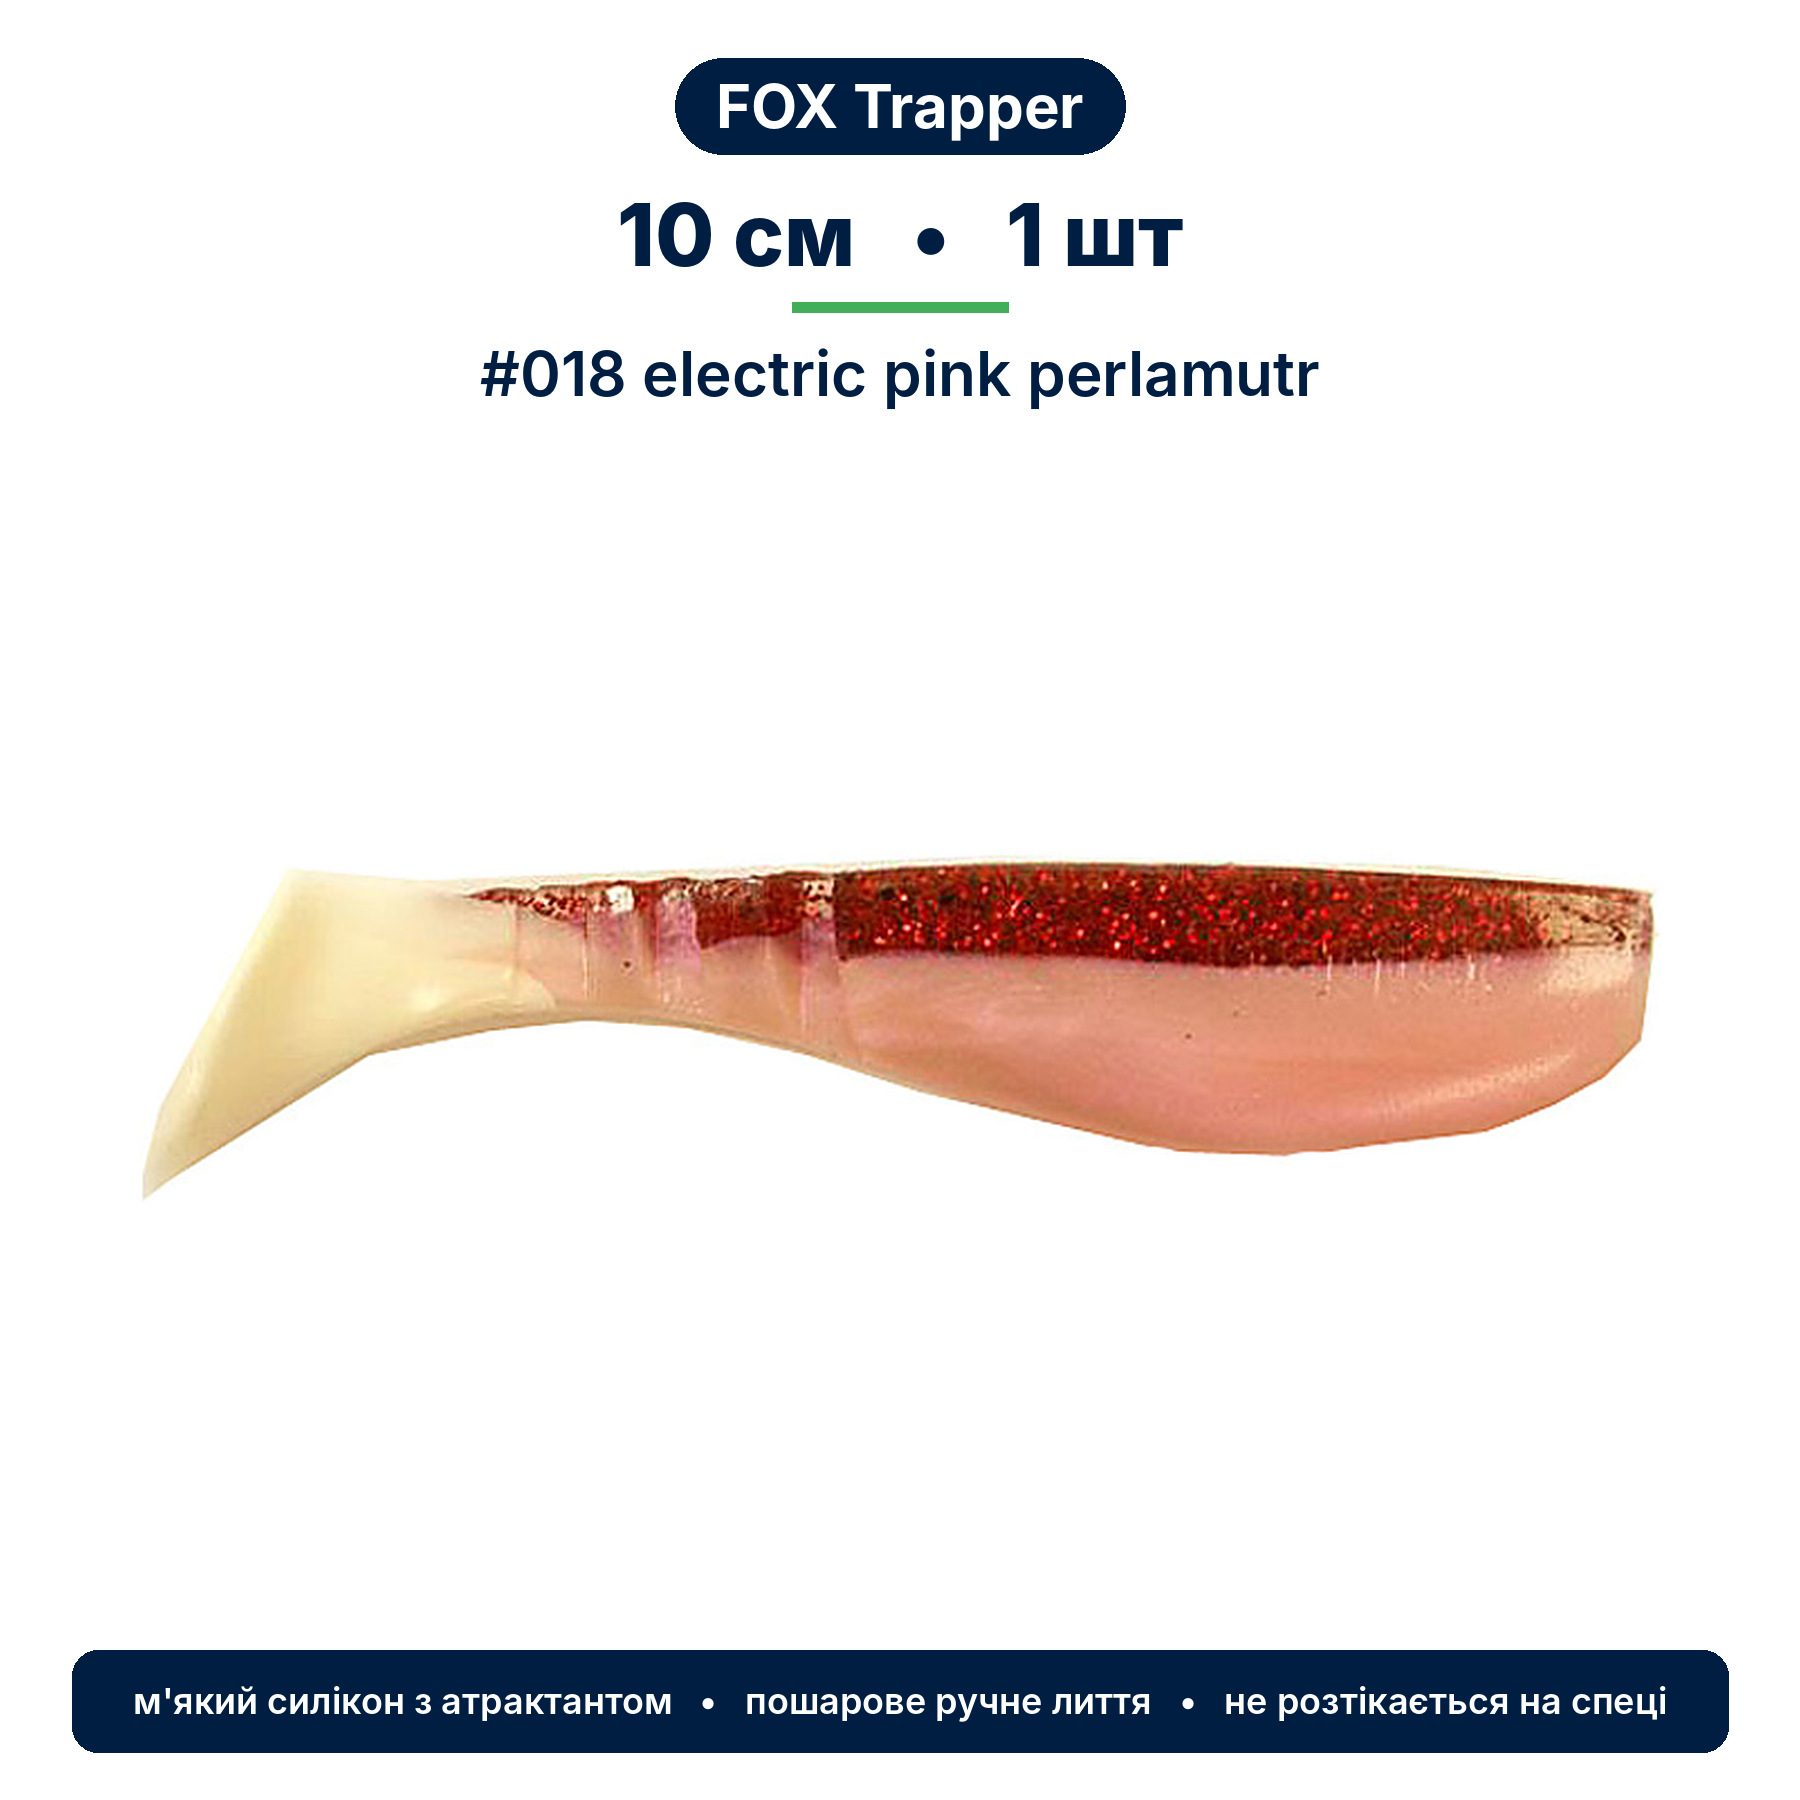 FOX Trapper
10 см • 1 шт
#018 electric pink perlamutr
м'який силікон з атрактантом • пошарове ручне лиття • не розтікається на спеці